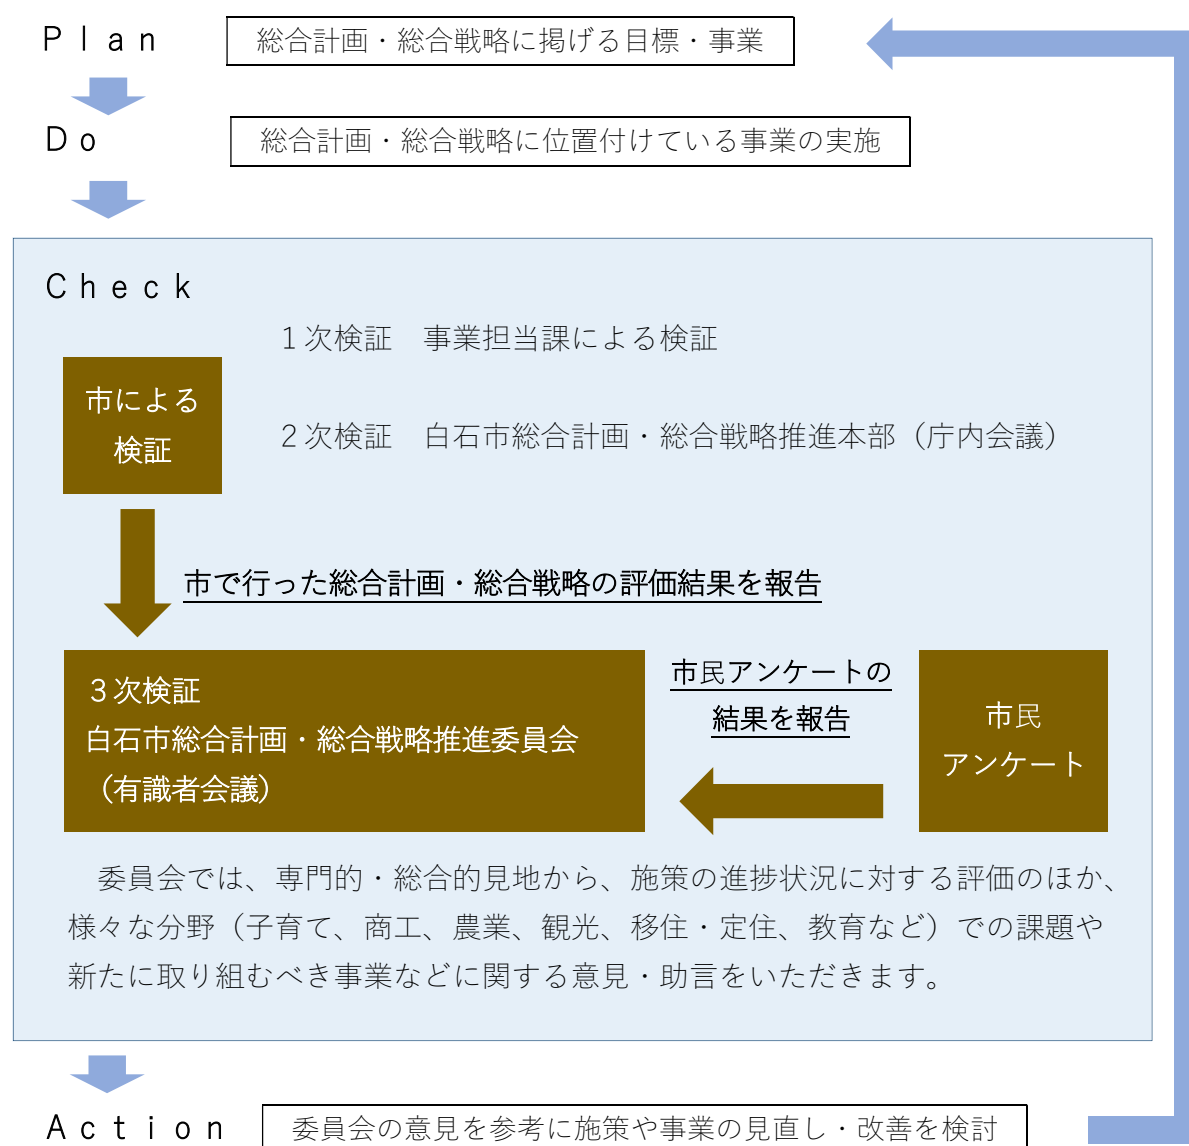 Ｐｌａｎ
総合計画・総合戦略に掲げる目標・事業
Ｄｏ
総合計画・総合戦略に位置付けている事業の実施
Ｃｈｅｃｋ
１次検証　事業担当課による検証
市による
検証
２次検証　白石市総合計画・総合戦略推進本部（庁内会議）
市で行った総合計画・総合戦略の評価結果を報告
３次検証
白石市総合計画・総合戦略推進委員会
（有識者会議）
市民アンケートの
結果を報告
市民
アンケート
　委員会では、専門的・総合的見地から、施策の進捗状況に対する評価のほか、
様々な分野（子育て、商工、農業、観光、移住・定住、教育など）での課題や
新たに取り組むべき事業などに関する意見・助言をいただきます。
Ａｃｔｉｏｎ
委員会の意見を参考に施策や事業の見直し・改善を検討